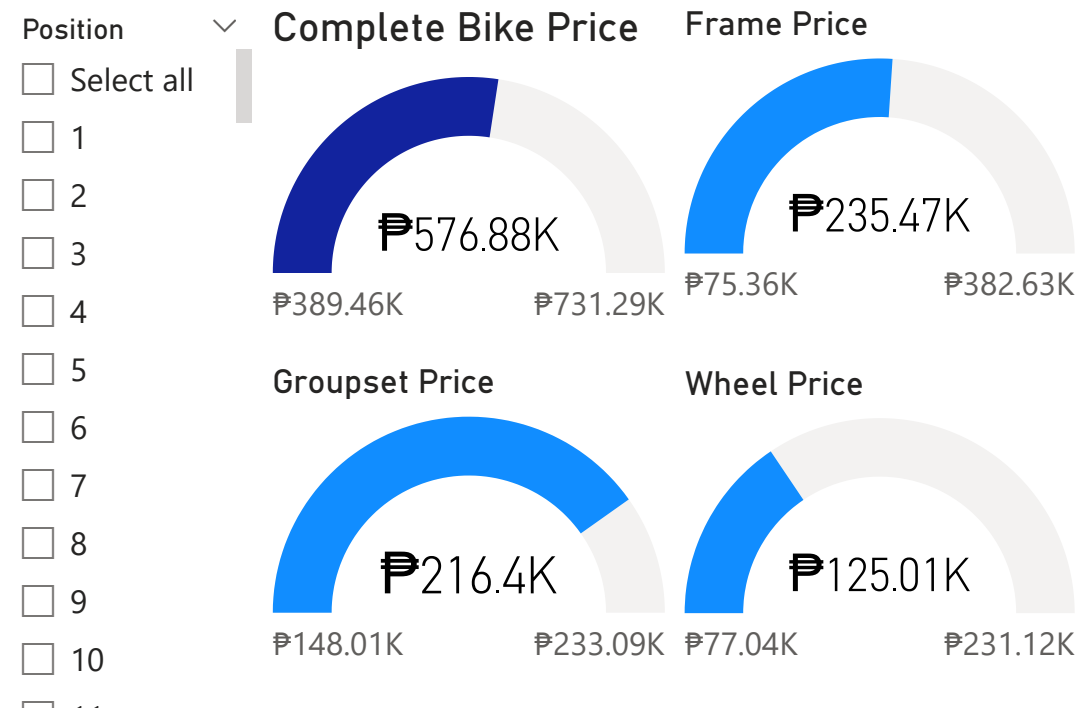 Position
Select all
1
2
3
4
5
6
7
8
9
10
Complete Bike Price
₱576.88K
₱389.46K
₱731.29K
Frame Price
₱235.47K
₱75.36K
₱382.63K
Groupset Price
₱216.4K
₱148.01K
₱233.09K
Wheel Price
₱125.01K
₱77.04K
₱231.12K